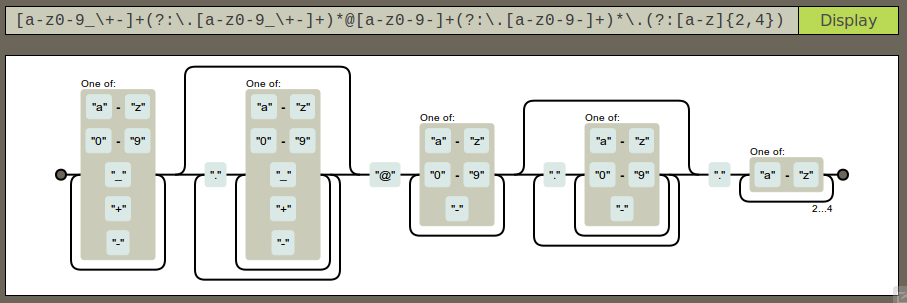 [a-z0-9_\+-]+(?:\.[a-z0-9_\+-]+)*@[a-z0-9-]+(?:\.[a-z0-9-]+)*\.(?:[a-z]{2,4}) Display
One of: One of:
"a" - "z" "a" - "z" One of: One of:
"0" - "9" "0" - "9" "a" - "z" "a" - "z" One of:
"_" "." "_" "@" "0" - "9" "." "0" - "9" "." "a" - "z"
"+" "+" "-" "-" 2...4
"-" "-"